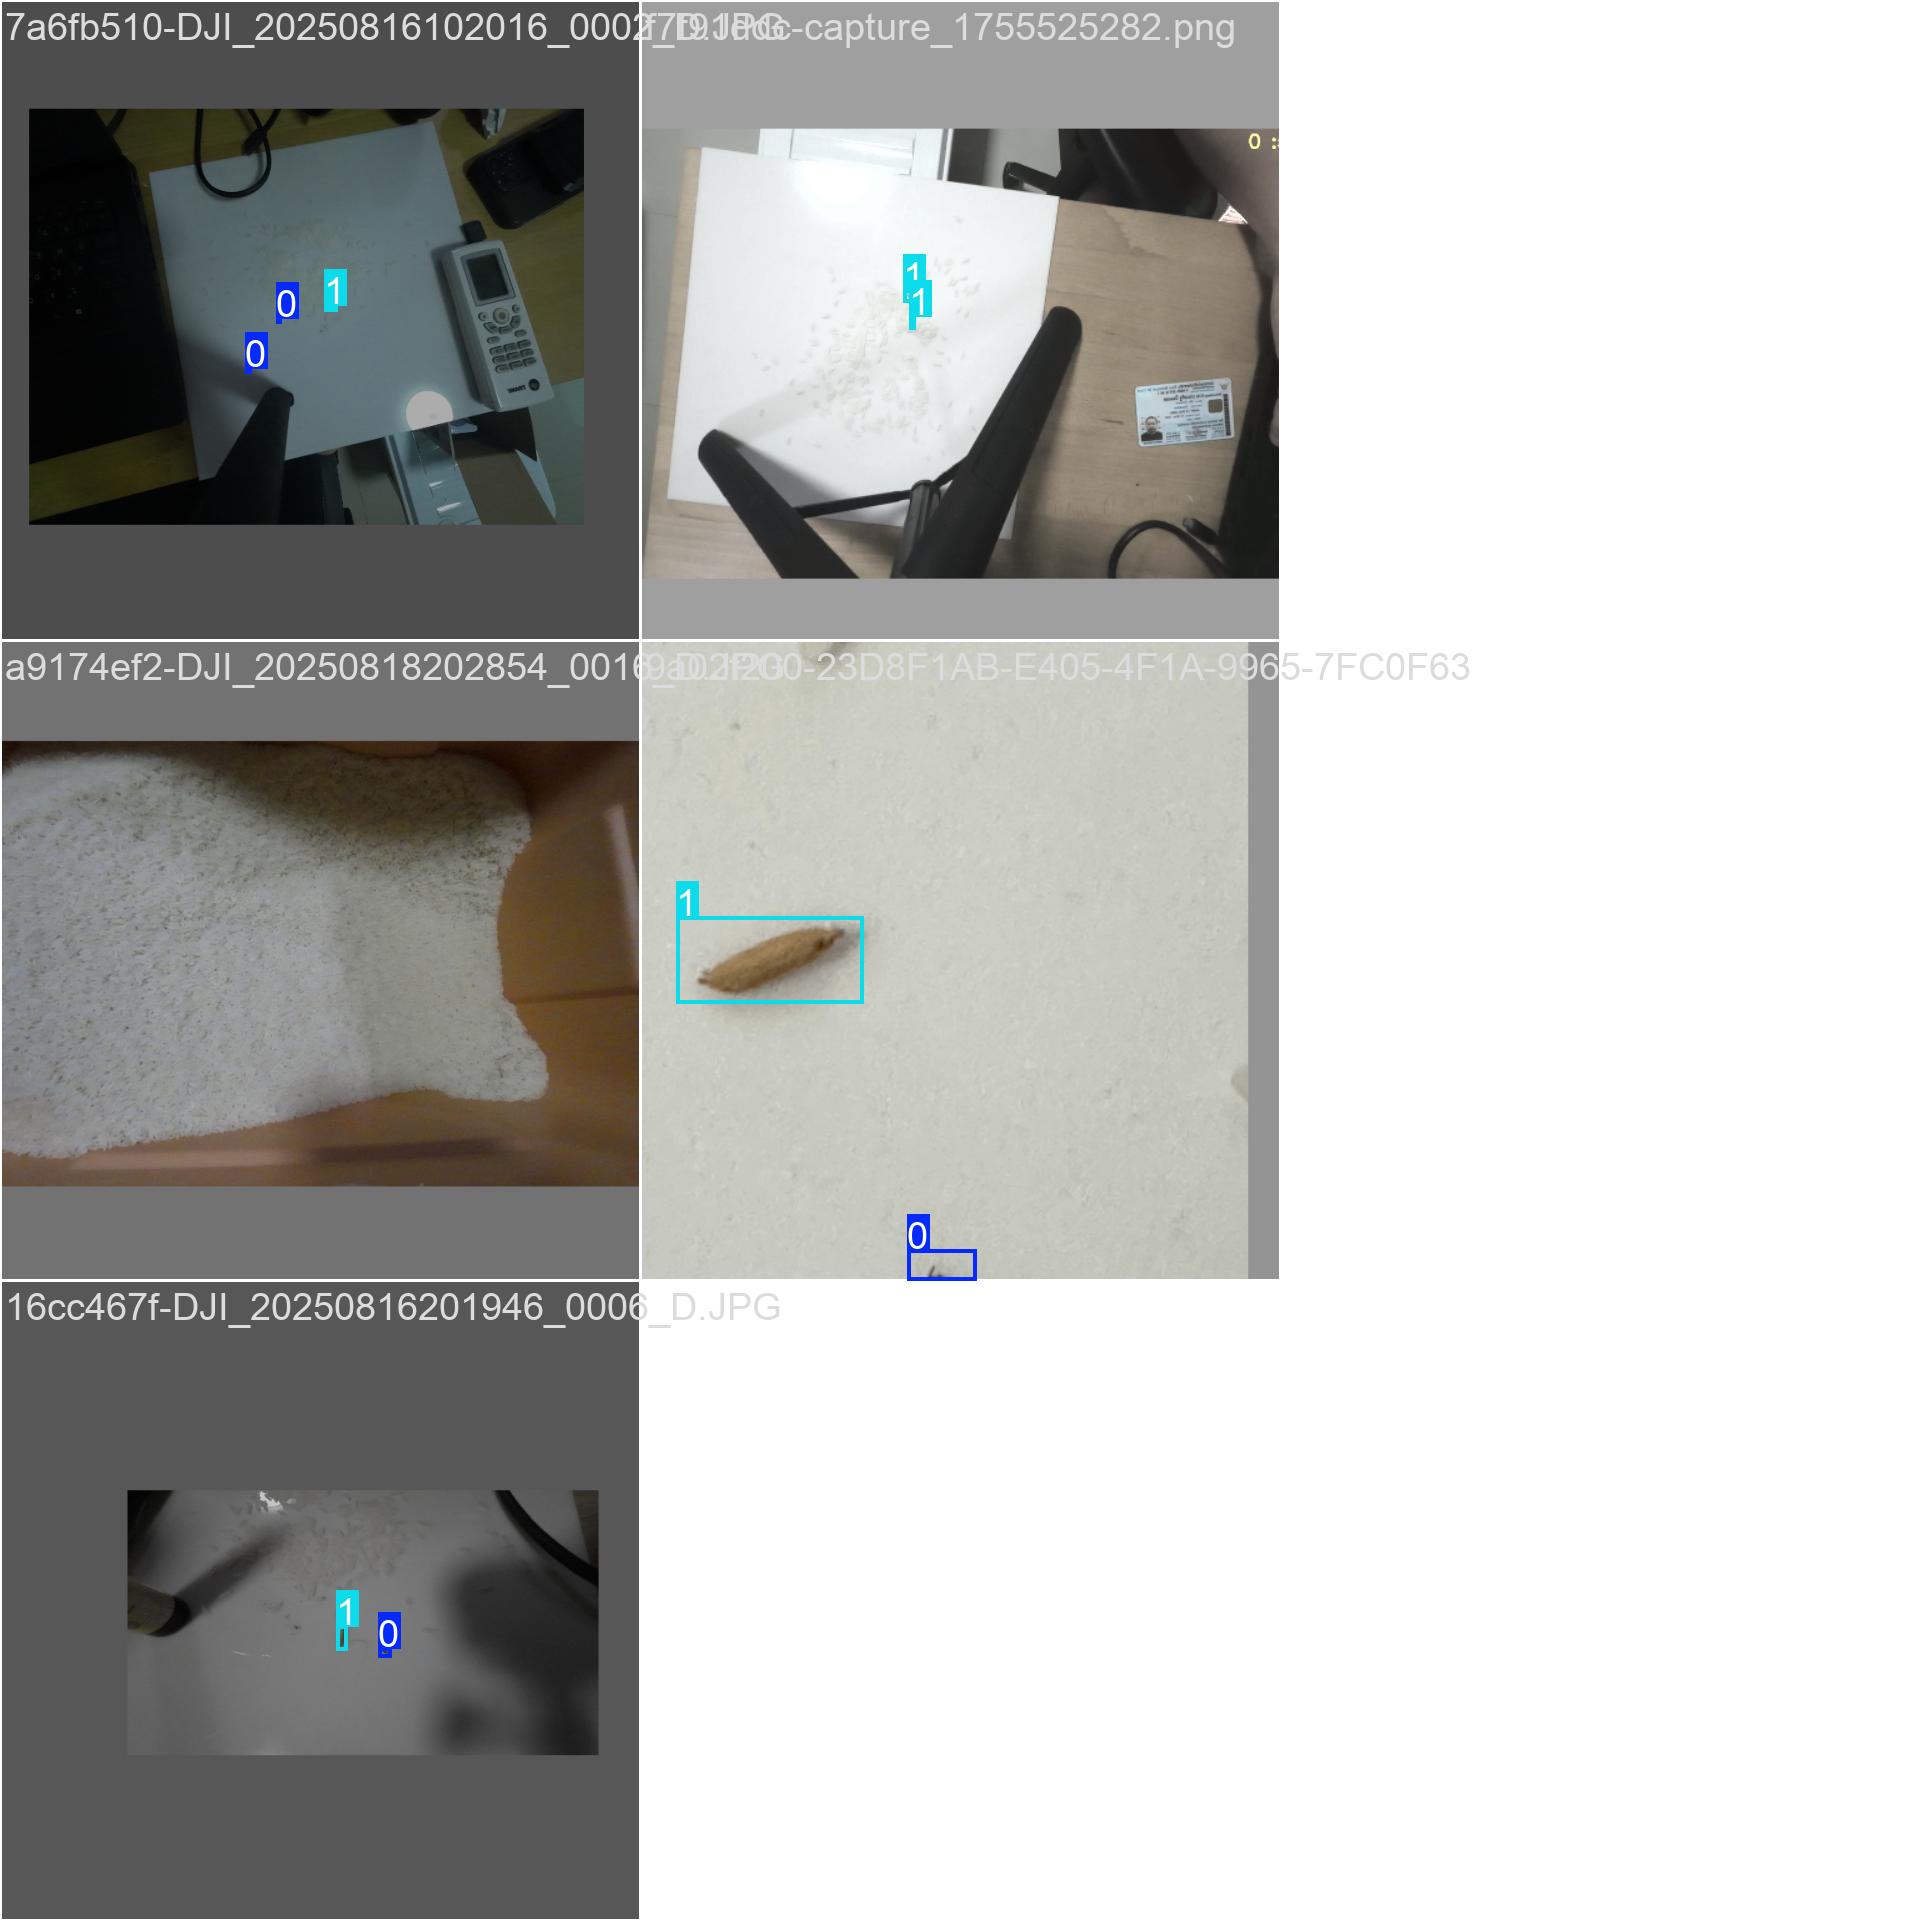 7a6fb510-DJI_20250816102016_0002_D.JPG
capture_1755525282.png
0 :
0
1
0
1
1
a9174ef2-DJI_20250818202854_0016_D.JPG
23D8F1AB-E405-4F1A-9965-7FC0F63
1
0
16cc467f-DJI_20250816201946_0006_D.JPG
1
0